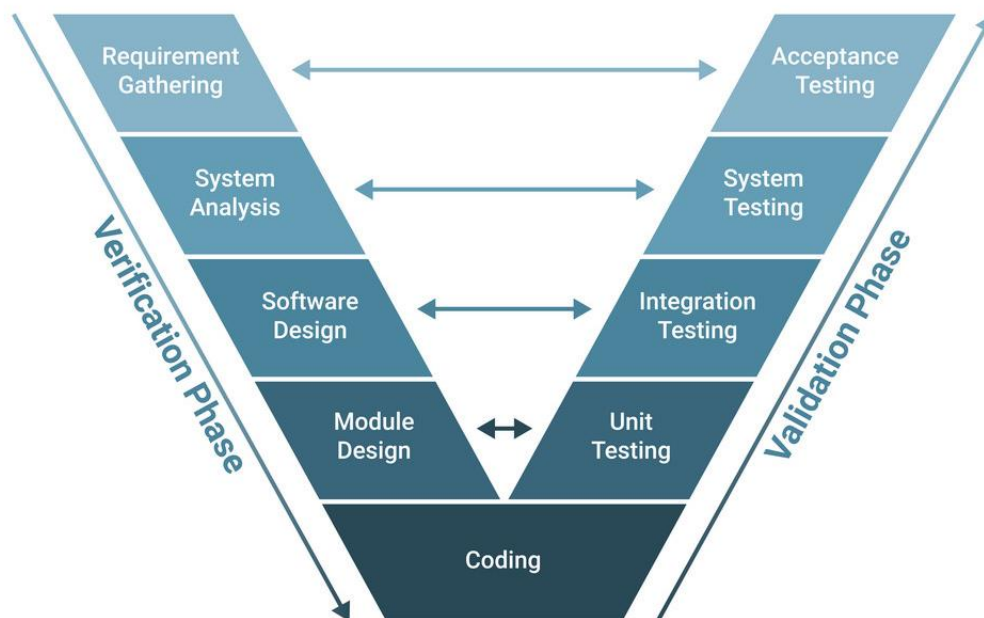 Requirement
Gathering
Acceptance
Testing
System
Analysis
System
Testing
Software
Design
Integration
Testing
Module
Design
Unit
Testing
Coding
Verification Phase
Validation Phase